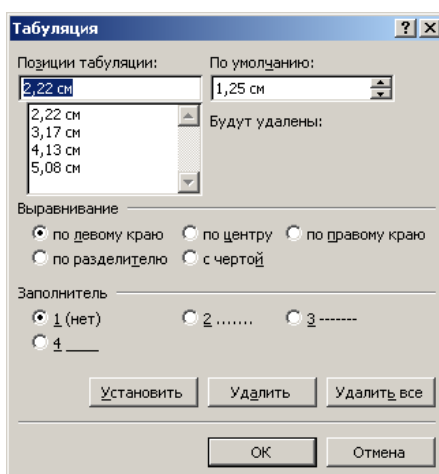 Табуляция
Позиции табуляции: По умолчанию:
2,22 см 1,25 см
2,22 см
3,17 см
4,13 см
5,08 см
Будут удалены:
Выравнивание
по левому краю по центру по правому краю
по разделителю с чертой
Заполнитель
1 (нет) 2 ....... 3 -------
4 ____
Установить Удалить Удалить все
ОК Отмена